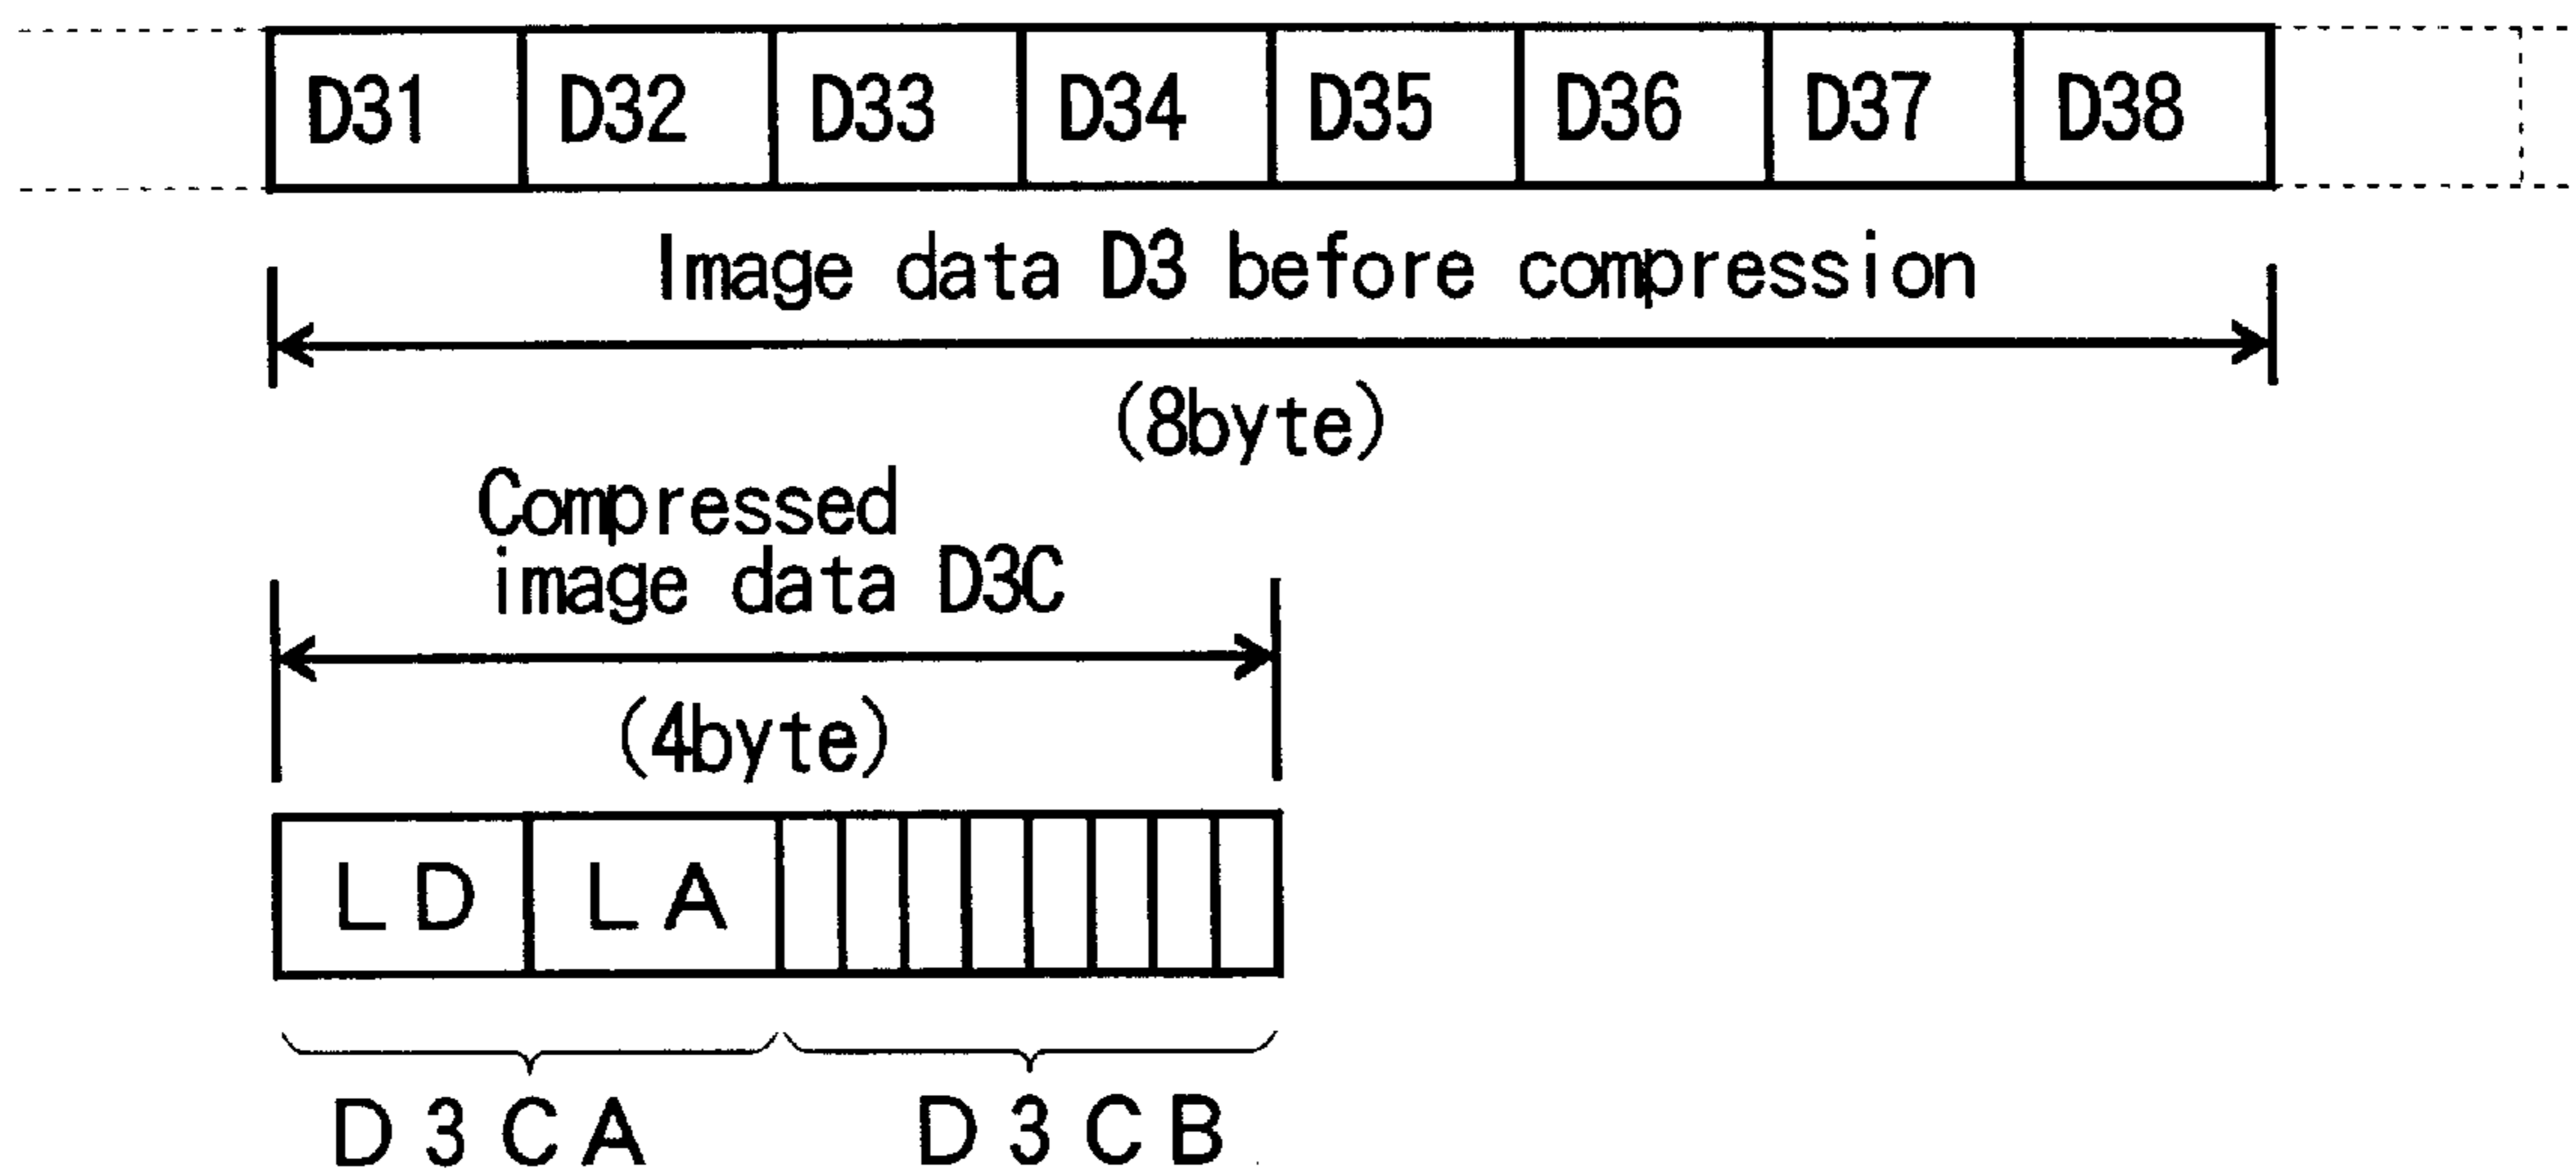 D31 D32 D33 D34 D35 D36 D37 D38
Image data D3 before compression
(8byte)
Compressed
image data D3C
(4byte)
LD LA
D3CA D3CB